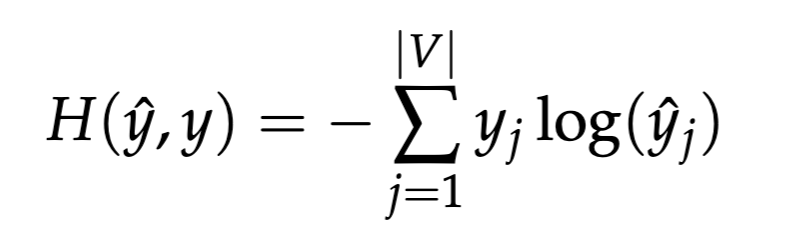 H(ŷ, y) = − ∑_{j=1}^{|V|} y_j log(ŷ_j)